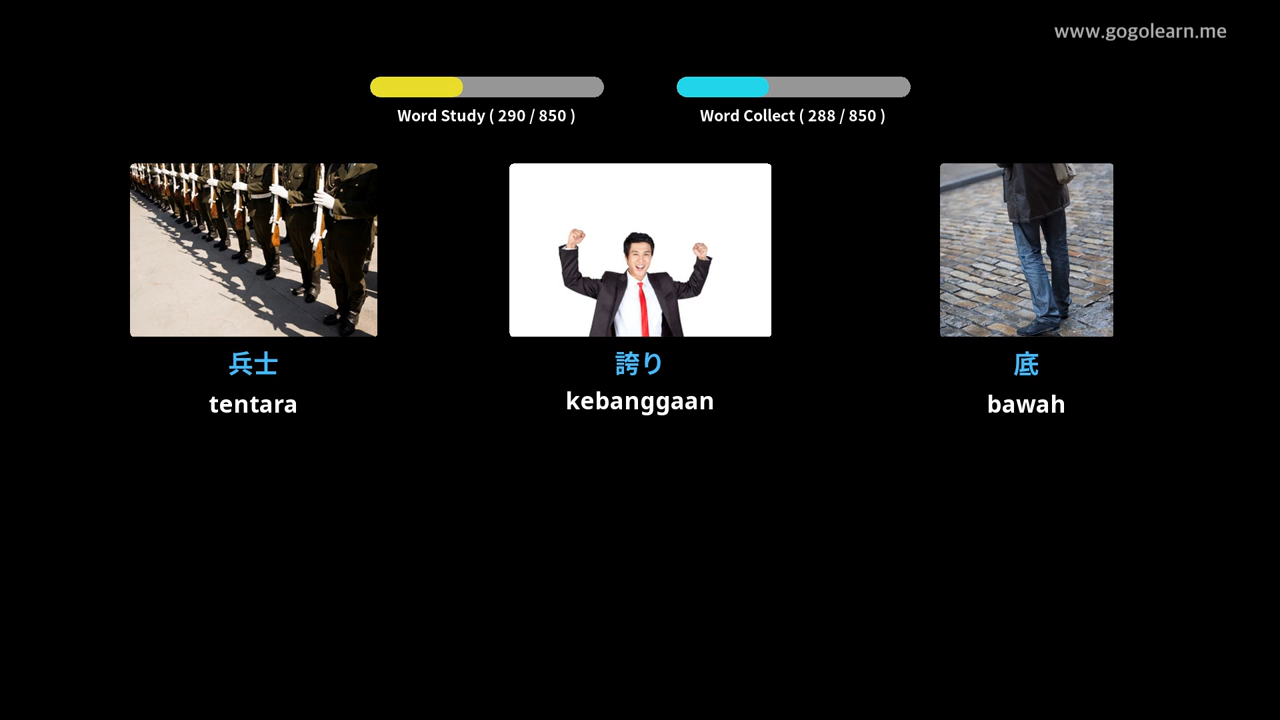 www.gogolearn.me
Word Study ( 290 / 850 )
Word Collect ( 288 / 850 )
兵士
tentara
誇り
kebanggaan
底
bawah